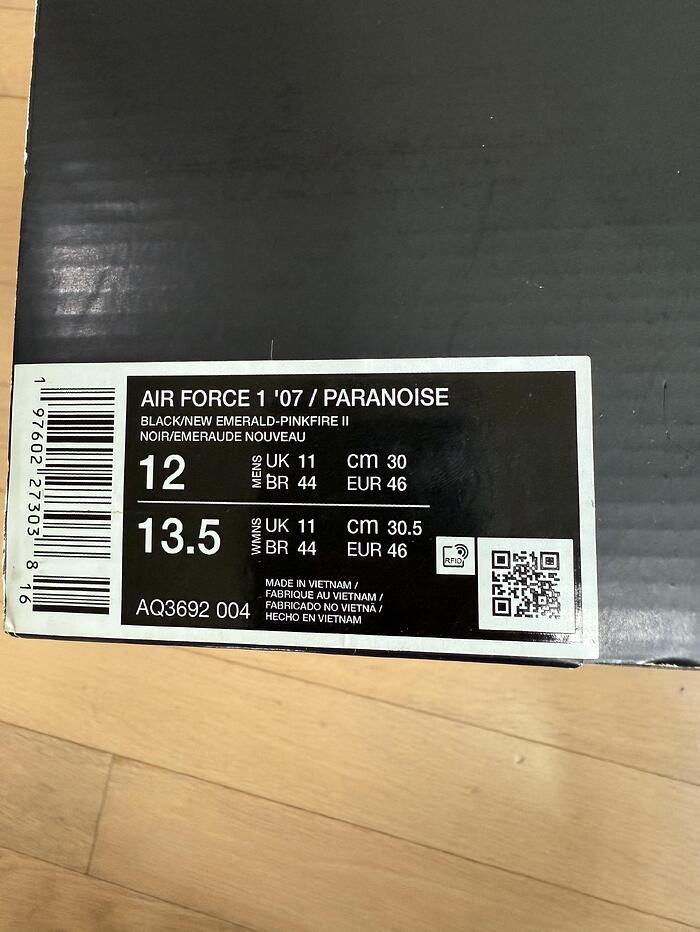 AIR FORCE 1 '07 / PARANOISE
BLACK/NEW EMERALD-PINKFIRE II
NOIR/EMERAUDE NOUVEAU
12 MENS UK 11 cm 30
BR 44 EUR 46
13.5 WMNS UK 11 cm 30.5
BR 44 EUR 46
RFID
MADE IN VIETNAM /
FABRIQUE AU VIETNAM /
FABRICADO NO VIETNÃ /
HECHO EN VIETNAM
AQ3692 004
1 97602 27303 8 16